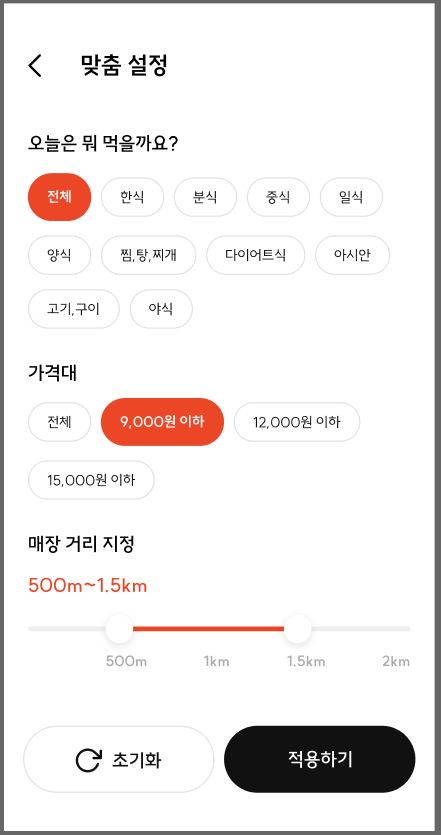 맞춤 설정
오늘은 뭐 먹을까요?
전체 한식 분식 중식 일식
양식 찜,탕,찌개 다이어트식 아시안
고기,구이 야식
가격대
전체 9,000원 이하 12,000원 이하
15,000원 이하
매장 거리 지정
500m~1.5km
500m 1km 1.5km 2km
초기화 적용하기